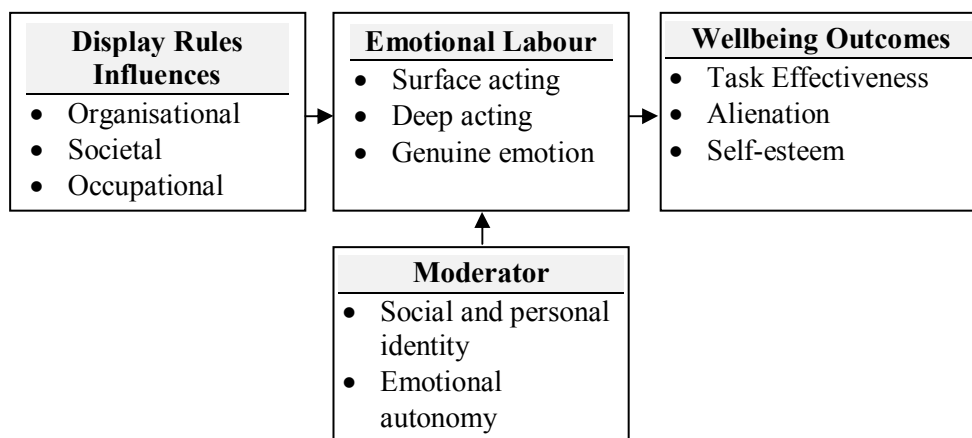 Display Rules
Influences
• Organisational
• Societal
• Occupational
Emotional Labour
• Surface acting
• Deep acting
• Genuine emotion
Wellbeing Outcomes
• Task Effectiveness
• Alienation
• Self-esteem
Moderator
• Social and personal
identity
• Emotional
autonomy